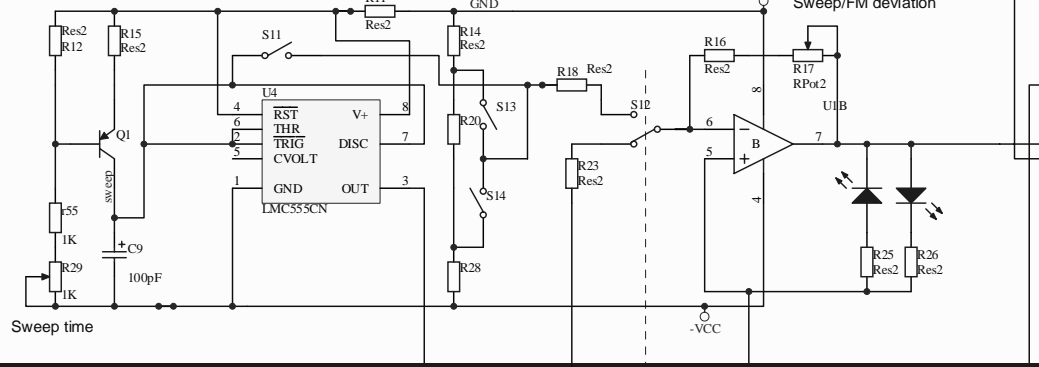 GND
Sweep/FM deviation
Res2
R12
R15
Res2
Res2
R14
Res2
S11
R16
Res2
R17
RPot2
R18 Res2
U4
4 RST V+ 8
6 THR
2 TRIG DISC 7
5 CVOLT
1 GND OUT 3
LMC555CN
Q1
sweep
S13
R20
S12
S14
R23
Res2
U1B
8
6
B
5
7
4
r55
1K
C9
100pF
R29
1K
R28
R25
Res2
R26
Res2
Sweep time
-VCC